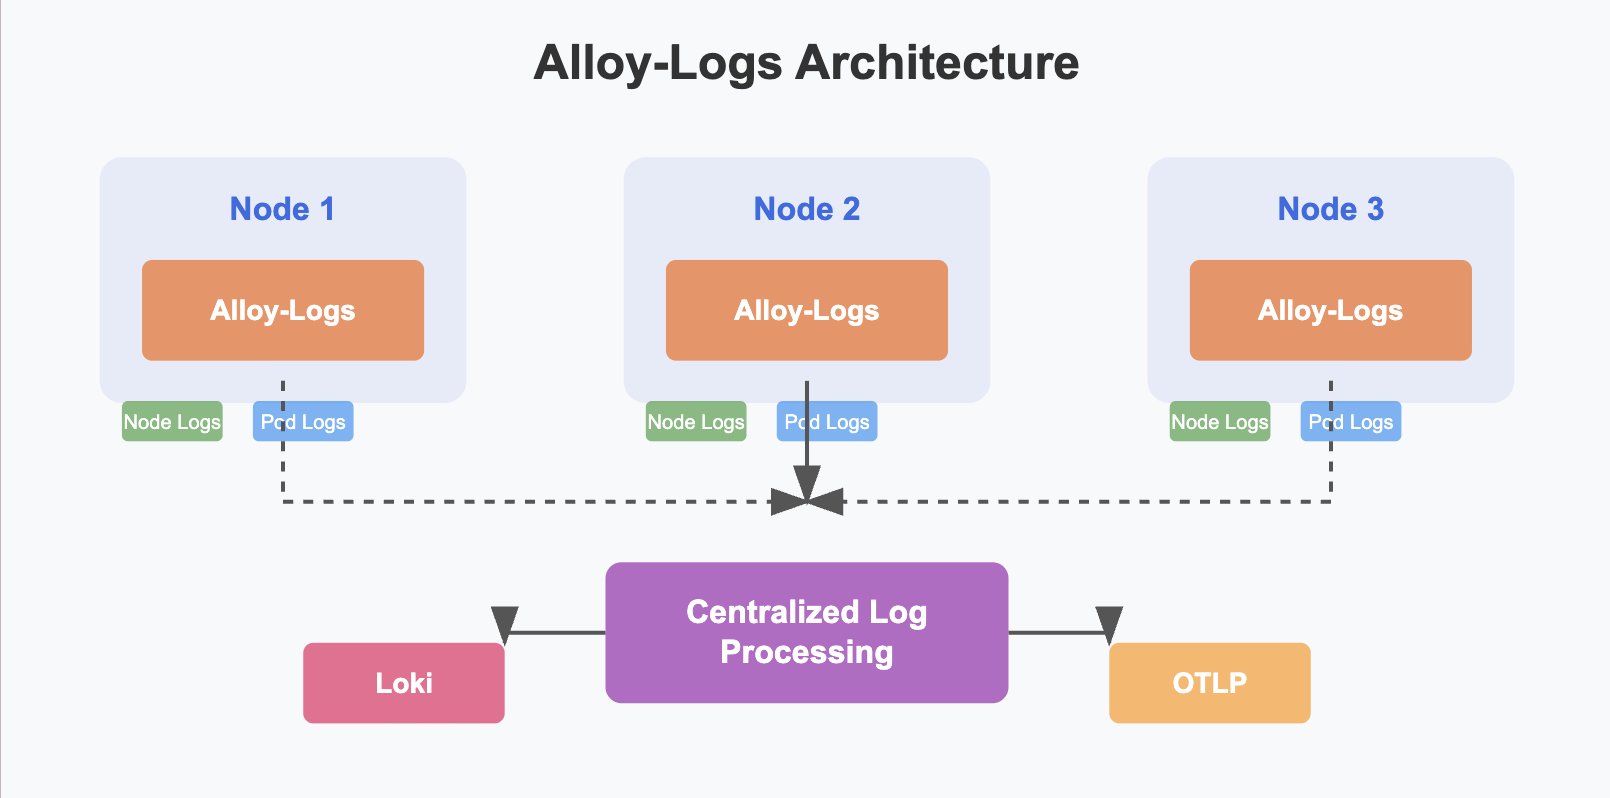 Alloy-Logs Architecture
Node 1
Node 2
Node 3
Alloy-Logs
Alloy-Logs
Alloy-Logs
Node Logs
Pod Logs
Node Logs
Pod Logs
Node Logs
Pod Logs
Centralized Log
Processing
Loki
OTLP